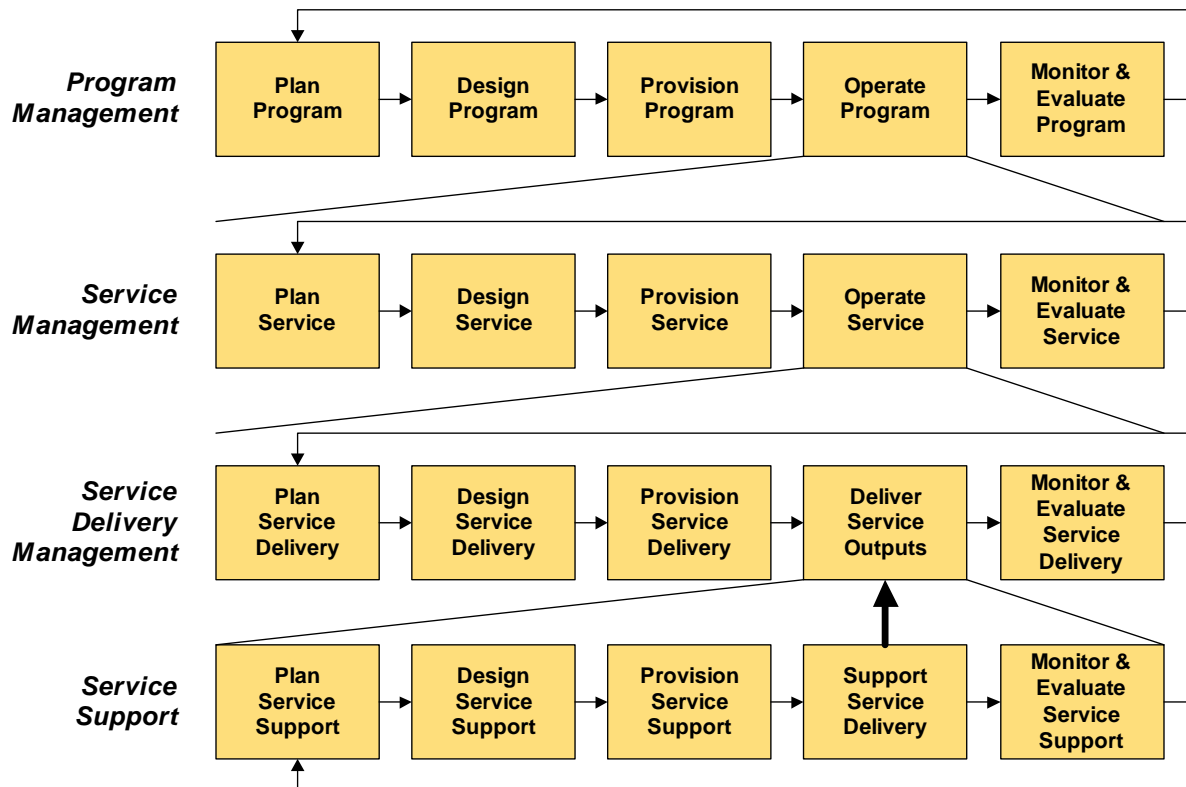 Program
Management
Plan
Program
Design
Program
Provision
Program
Operate
Program
Monitor &
Evaluate
Program
Service
Management
Plan
Service
Design
Service
Provision
Service
Operate
Service
Monitor &
Evaluate
Service
Service
Delivery
Management
Plan
Service
Delivery
Design
Service
Delivery
Provision
Service
Delivery
Deliver
Service
Outputs
Monitor &
Evaluate
Service
Delivery
Service
Support
Plan
Service
Support
Design
Service
Support
Provision
Service
Support
Support
Service
Delivery
Monitor &
Evaluate
Service
Support